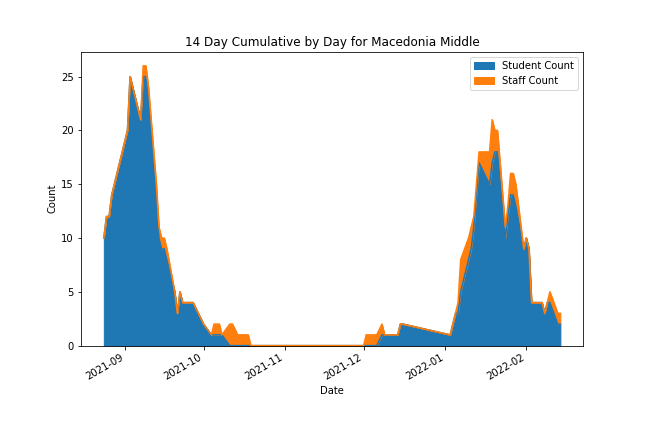 14 Day Cumulative by Day for Macedonia Middle
Student Count
Staff Count
25
20
15
10
5
0
Count
2021-09
2021-10
2021-11
2021-12
2022-01
2022-02
Date